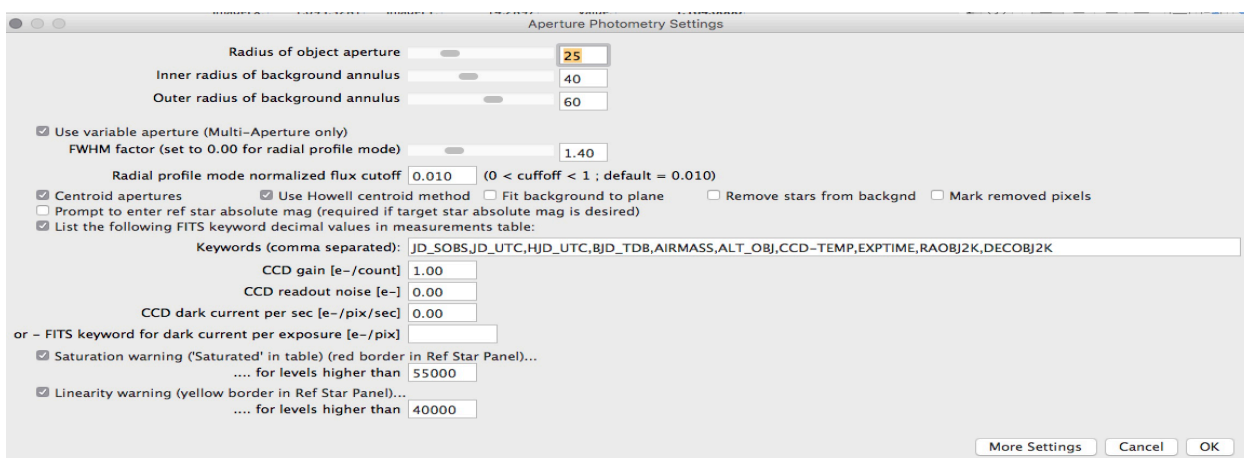 Aperture Photometry Settings
Radius of object aperture 25
Inner radius of background annulus 40
Outer radius of background annulus 60
Use variable aperture (Multi-Aperture only)
FWHM factor (set to 0.00 for radial profile mode) 1.40
Radial profile mode normalized flux cutoff 0.010 (0 < cuffoff < 1 ; default = 0.010)
Centroid apertures Use Howell centroid method Fit background to plane Remove stars from backgnd Mark removed pixels
Prompt to enter ref star absolute mag (required if target star absolute mag is desired)
List the following FITS keyword decimal values in measurements table:
Keywords (comma separated): JD_SOBS,JD_UTC,HJD_UTC,BJD_TDB,AIRMASS,ALT_OBJ,CCD-TEMP,EXPTIME,RAOBJ2K,DECOBJ2K
CCD gain [e-/count] 1.00
CCD readout noise [e-] 0.00
CCD dark current per sec [e-/pix/sec] 0.00
or - FITS keyword for dark current per exposure [e-/pix]
Saturation warning ('Saturated' in table) (red border in Ref Star Panel)...
.... for levels higher than 55000
Linearity warning (yellow border in Ref Star Panel)...
.... for levels higher than 40000
More Settings Cancel OK